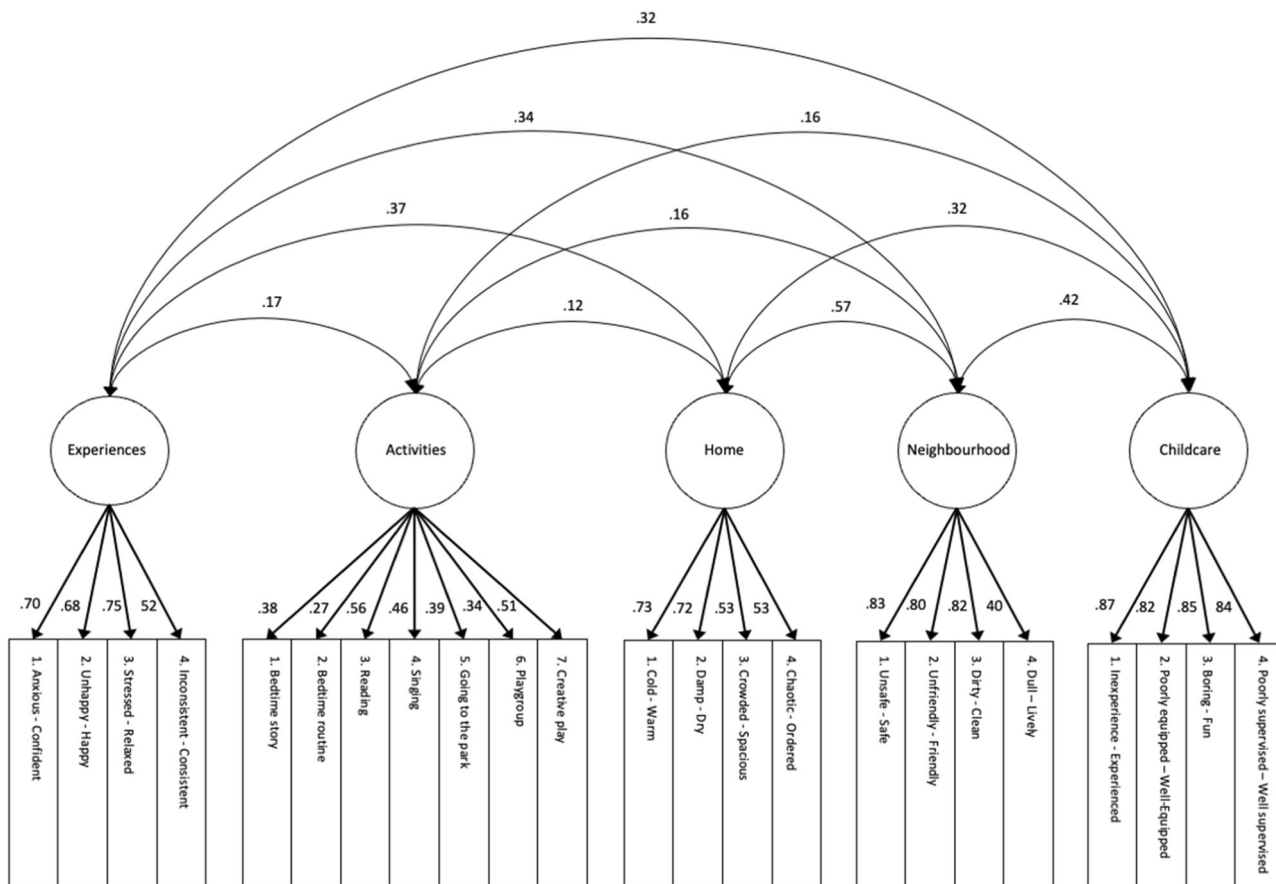 .32
.34
.16
.37
.16
.32
.17
.12
.57
.42
Experiences
Activities
Home
Neighbourhood
Childcare
.70
.68
.75
52
.38
.27
.56
.46
.39
.34
.51
.73
.72
.53
53
.83
.80
.82
40
.87
.82
.85
84
1. Anxious - Confident
2. Unhappy - Happy
3. Stressed - Relaxed
4. Inconsistent - Consistent
1. Bedtime story
2. Bedtime routine
3. Reading
4. Singing
5. Going to the park
6. Playgroup
7. Creative play
1. Cold - Warm
2. Damp - Dry
3. Crowded - Spacious
4. Chaotic - Ordered
1. Unsafe - Safe
2. Unfriendly - Friendly
3. Dirty - Clean
4. Dull – Lively
1. Inexperience - Experienced
2. Poorly equipped – Well-Equipped
3. Boring - Fun
4. Poorly supervised – Well supervised